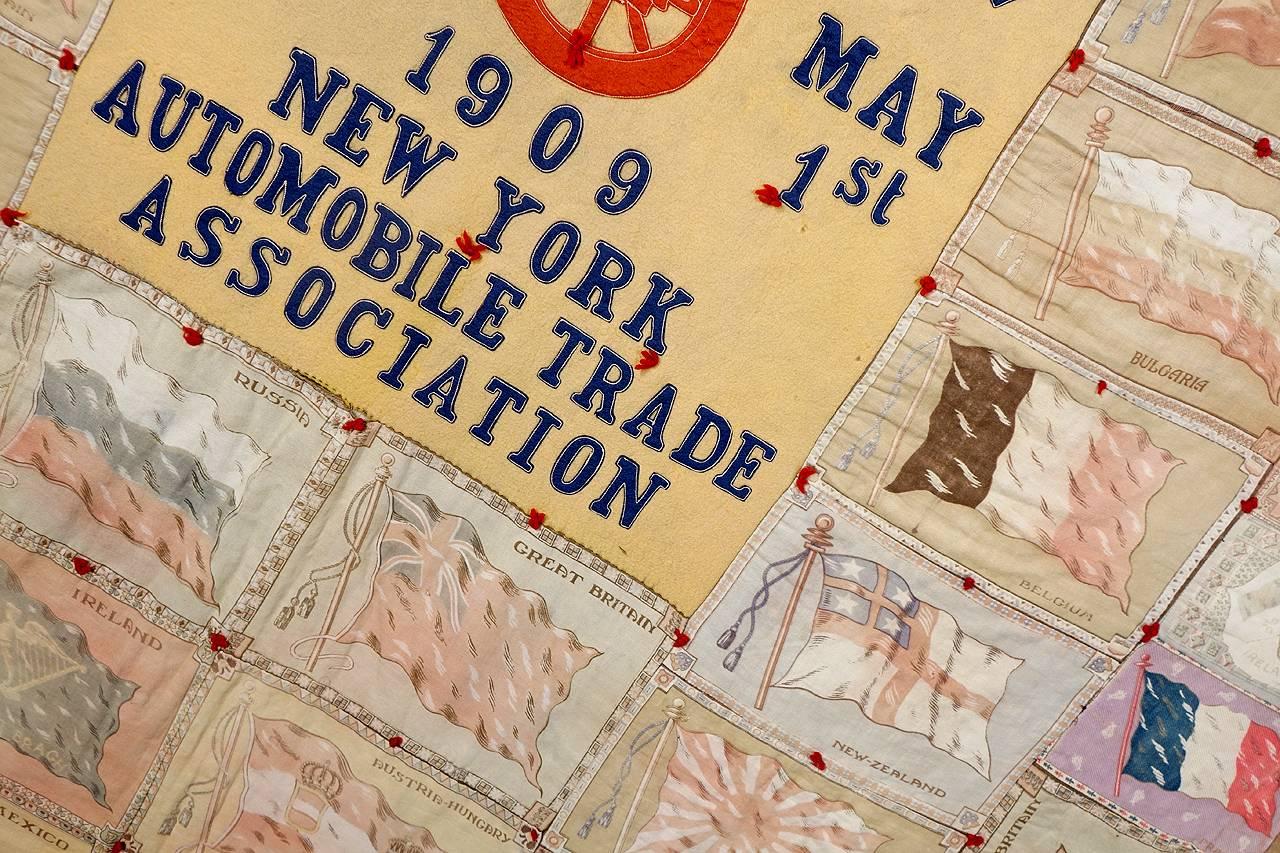 1909
NEW YORK
AUTOMOBILE TRADE
ASSOCIATION
MAY
1st
BULGARIA
RUSSIA
BELGIUM
GREAT BRITAIN
IRELAND
NEW-ZEALAND
AUSTRIA-HUNGARY
MEXICO
BRITAIN